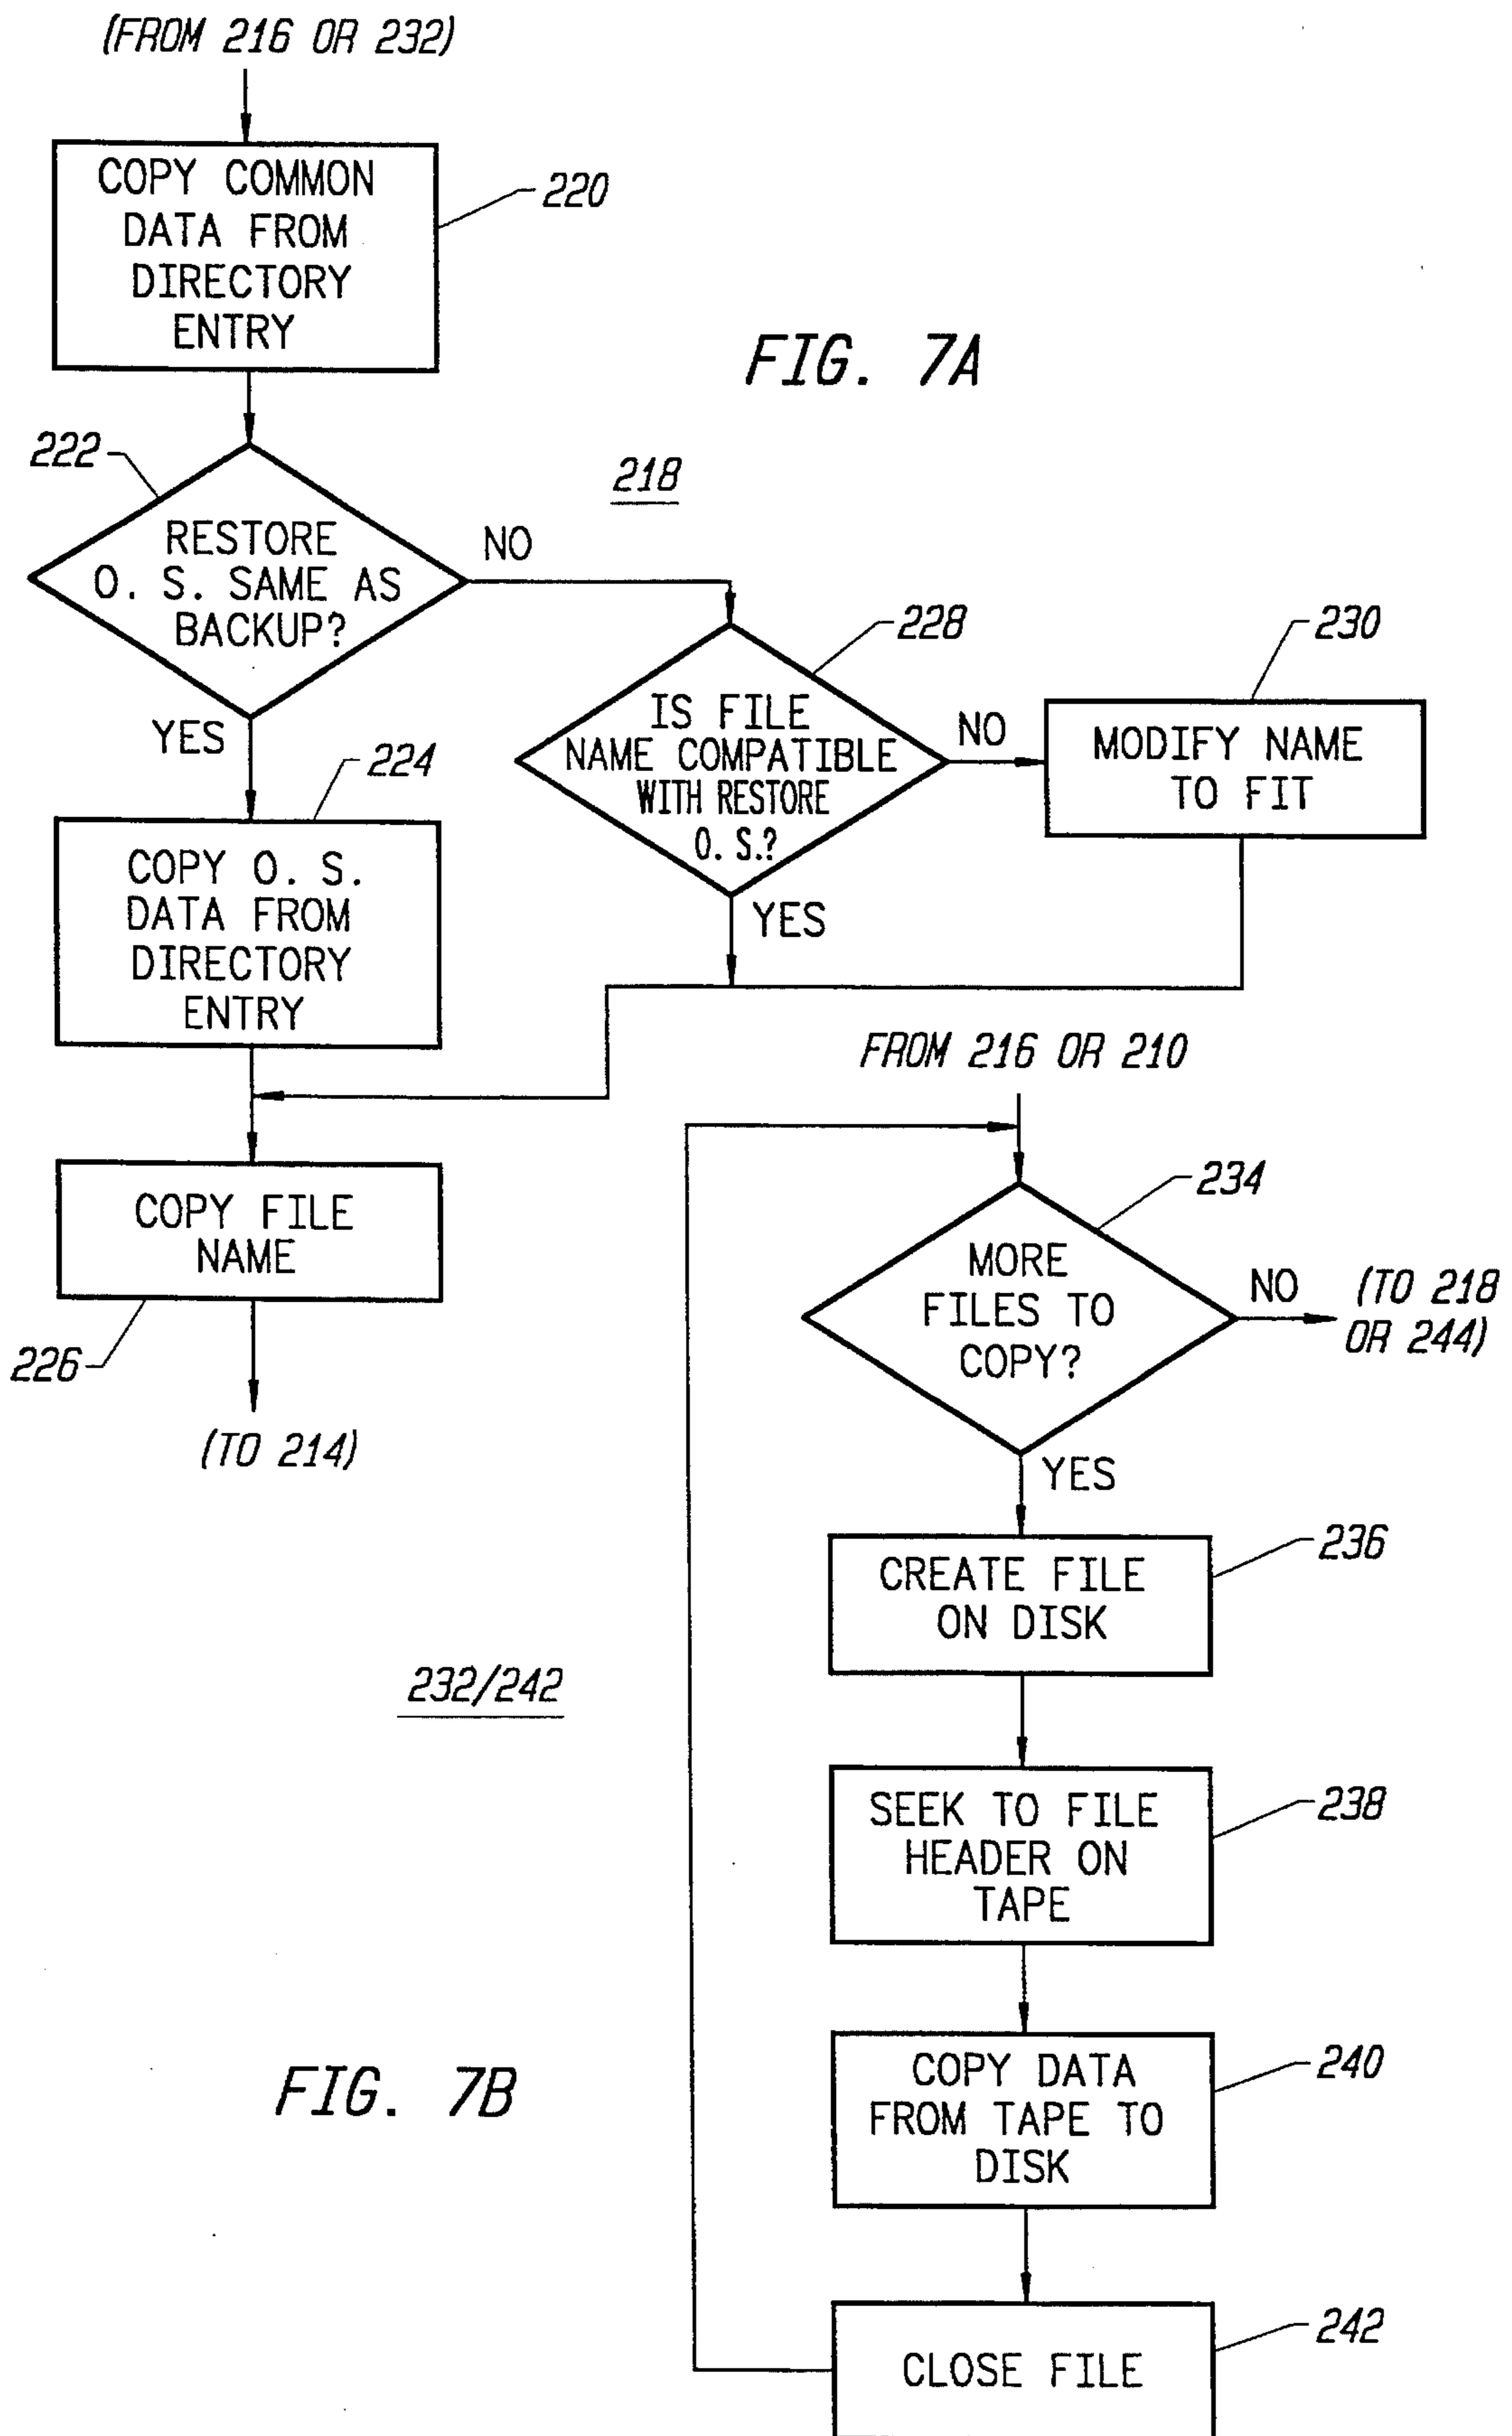 (FROM 216 OR 232)
COPY COMMON
DATA FROM
DIRECTORY
ENTRY
220
FIG. 7A
222
RESTORE
O. S. SAME AS
BACKUP?
NO
218
YES
228
IS FILE
NAME COMPATIBLE
WITH RESTORE
O. S.?
NO
YES
230
MODIFY NAME
TO FIT
224
COPY O. S.
DATA FROM
DIRECTORY
ENTRY
COPY FILE
NAME
226
(TO 214)
FROM 216 OR 210
234
MORE
FILES TO
COPY?
NO
(TO 218
OR 244)
YES
236
CREATE FILE
ON DISK
232/242
238
SEEK TO FILE
HEADER ON
TAPE
240
COPY DATA
FROM TAPE TO
DISK
FIG. 7B
242
CLOSE FILE